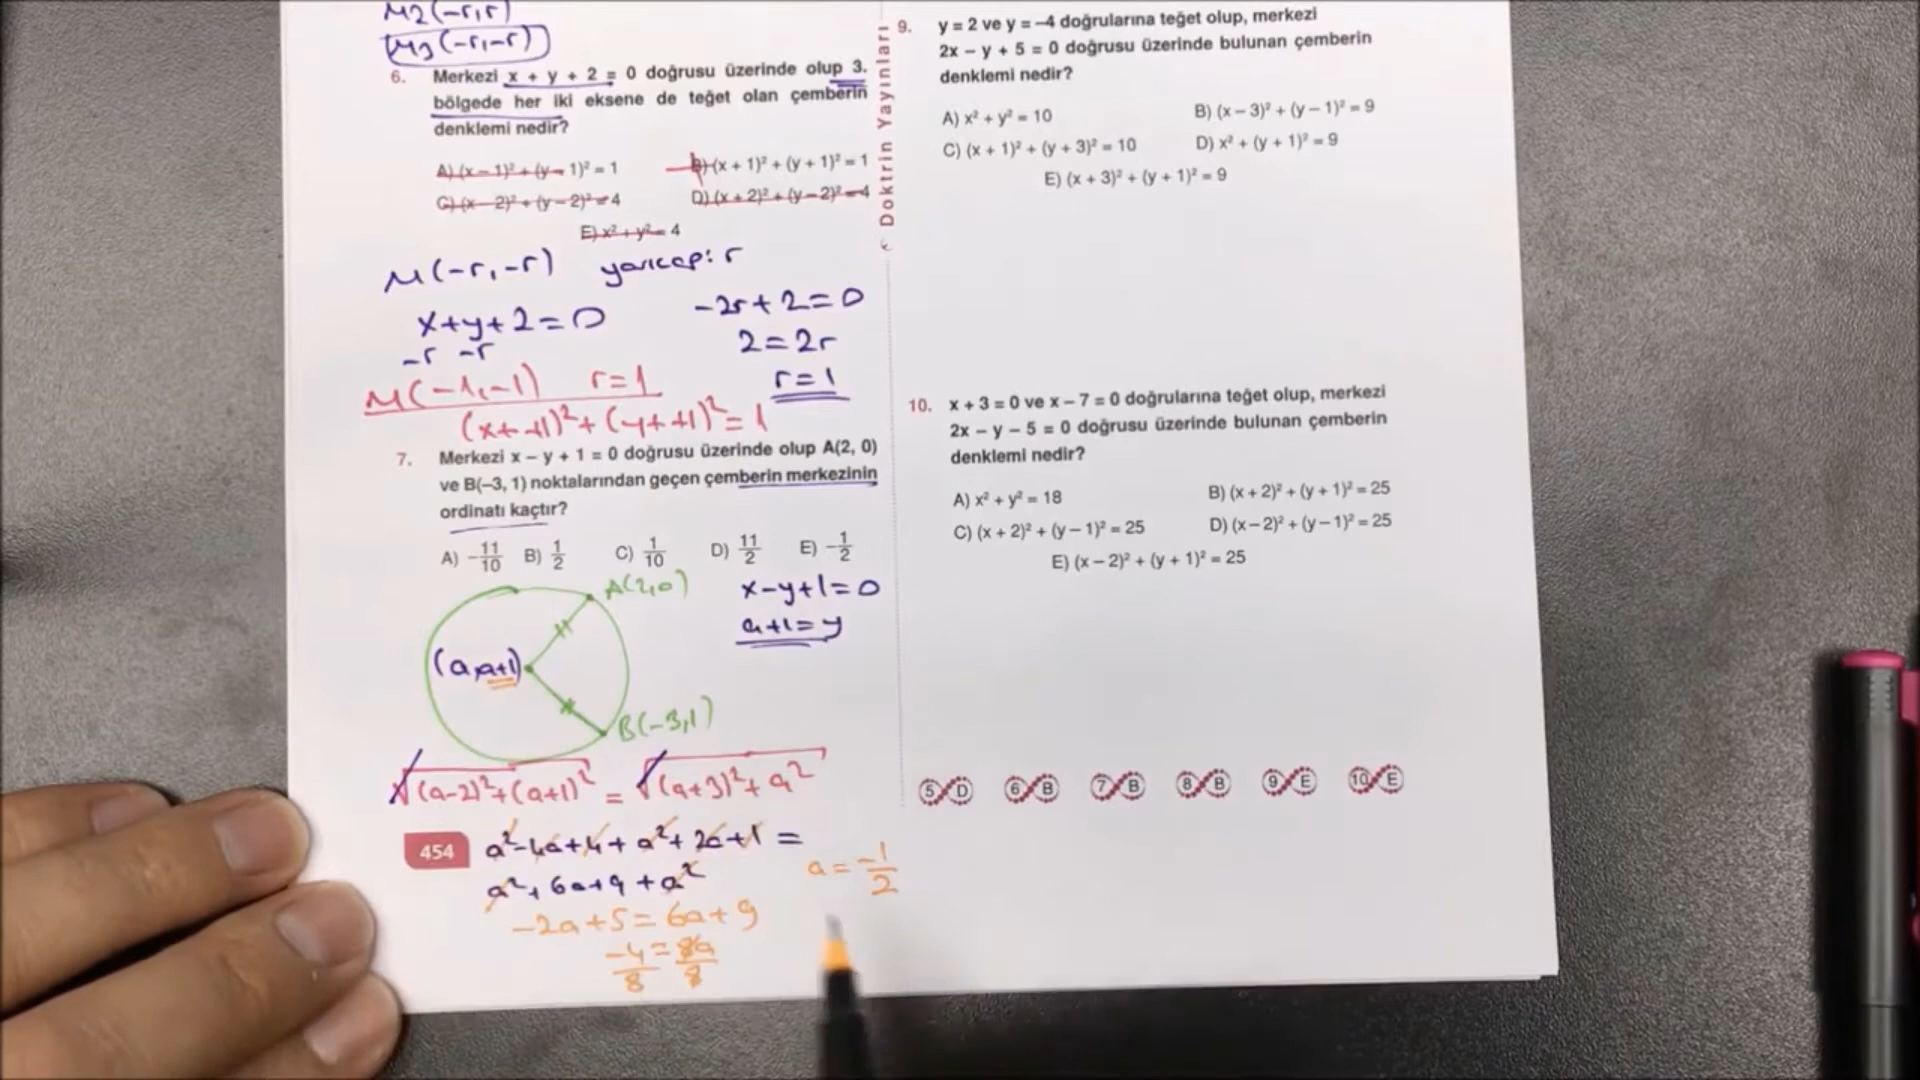 M2(-r,r)
M3(-r,-r)
6. Merkezi x + y + 2 = 0 doğrusu üzerinde olup 3.
bölgede her iki eksene de teğet olan çemberin
denklemi nedir?
A) (x – 1)² + (y – 1)² = 1 B) (x + 1)² + (y + 1)² = 1
C) (x – 2)² + (y – 2)² = 4 D) (x + 2)² + (y – 2)² = 4
E) x² + y² = 4
M(-r,-r) yarıçap: r
x+y+2=0 -2r+2=0
-r -r 2=2r
M(-1,-1) r=1 r=1
(x+1)²+(y+1)²=1
7. Merkezi x – y + 1 = 0 doğrusu üzerinde olup A(2, 0)
ve B(–3, 1) noktalarından geçen çemberin merkezinin
ordinatı kaçtır?
A) –11/10 B) 1/2 C) 1/10 D) 11/2 E) –1/2
A(2,0) x-y+1=0
a+1=y
(a,a+1)
B(-3,1)
√(a-2)²+(a+1)² = √(a+3)²+a²
454 a²-4a+4+a²+2a+1=
a²+6a+9+a² a=-1/2
-2a+5=6a+9
-4/8=8a/8
Doktrin Yayınları
9. y = 2 ve y = –4 doğrularına teğet olup, merkezi
2x – y + 5 = 0 doğrusu üzerinde bulunan çemberin
denklemi nedir?
A) x² + y² = 10 B) (x – 3)² + (y – 1)² = 9
C) (x + 1)² + (y + 3)² = 10 D) x² + (y + 1)² = 9
E) (x + 3)² + (y + 1)² = 9
10. x + 3 = 0 ve x – 7 = 0 doğrularına teğet olup, merkezi
2x – y – 5 = 0 doğrusu üzerinde bulunan çemberin
denklemi nedir?
A) x² + y² = 18 B) (x + 2)² + (y + 1)² = 25
C) (x + 2)² + (y – 1)² = 25 D) (x – 2)² + (y – 1)² = 25
E) (x – 2)² + (y + 1)² = 25
5 D 6 B 7 B 8 B 9 E 10 E